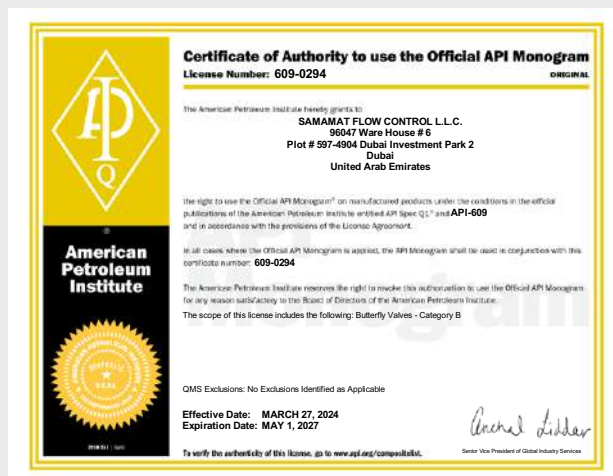 Certificate of Authority to use the Official API Monogram
License Number: 609-0294
ORIGINAL
The American Petroleum Institute hereby grants to
SAMAMAT FLOW CONTROL L.L.C.
96047 Ware House # 6
Plot # 597-4904 Dubai Investment Park 2
Dubai
United Arab Emirates
the right to use the Official API Monogram® on manufactured products under the conditions in the official
publications of the American Petroleum Institute entitled API Spec Q1® and API-609
and in accordance with the provisions of the License Agreement.
In all cases where the Official API Monogram is applied, the API Monogram shall be used in conjunction with this
certificate number: 609-0294
The American Petroleum Institute reserves the right to revoke this authorization to use the Official API Monogram
for any reason satisfactory to the Board of Directors of the American Petroleum Institute.
The scope of this license includes the following: Butterfly Valves - Category B
QMS Exclusions: No Exclusions Identified as Applicable
Effective Date: MARCH 27, 2024
Expiration Date: MAY 1, 2027
To verify the authenticity of this license, go to www.api.org/compositelist.
Senior Vice President of Global Industry Services
API
Q
®
American
Petroleum
Institute